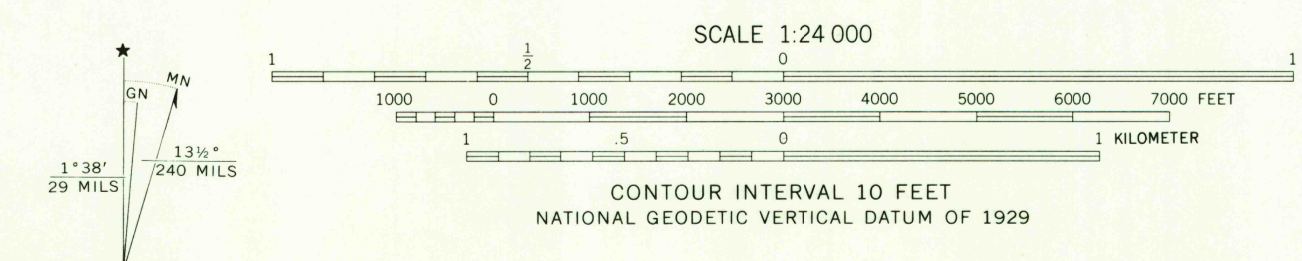 ★
MN
GN
1°38′
29 MILS
13½°
240 MILS
SCALE 1:24 000
1 ½ 0 1
1000 0 1000 2000 3000 4000 5000 6000 7000 FEET
1 .5 0 1 KILOMETER
CONTOUR INTERVAL 10 FEET
NATIONAL GEODETIC VERTICAL DATUM OF 1929